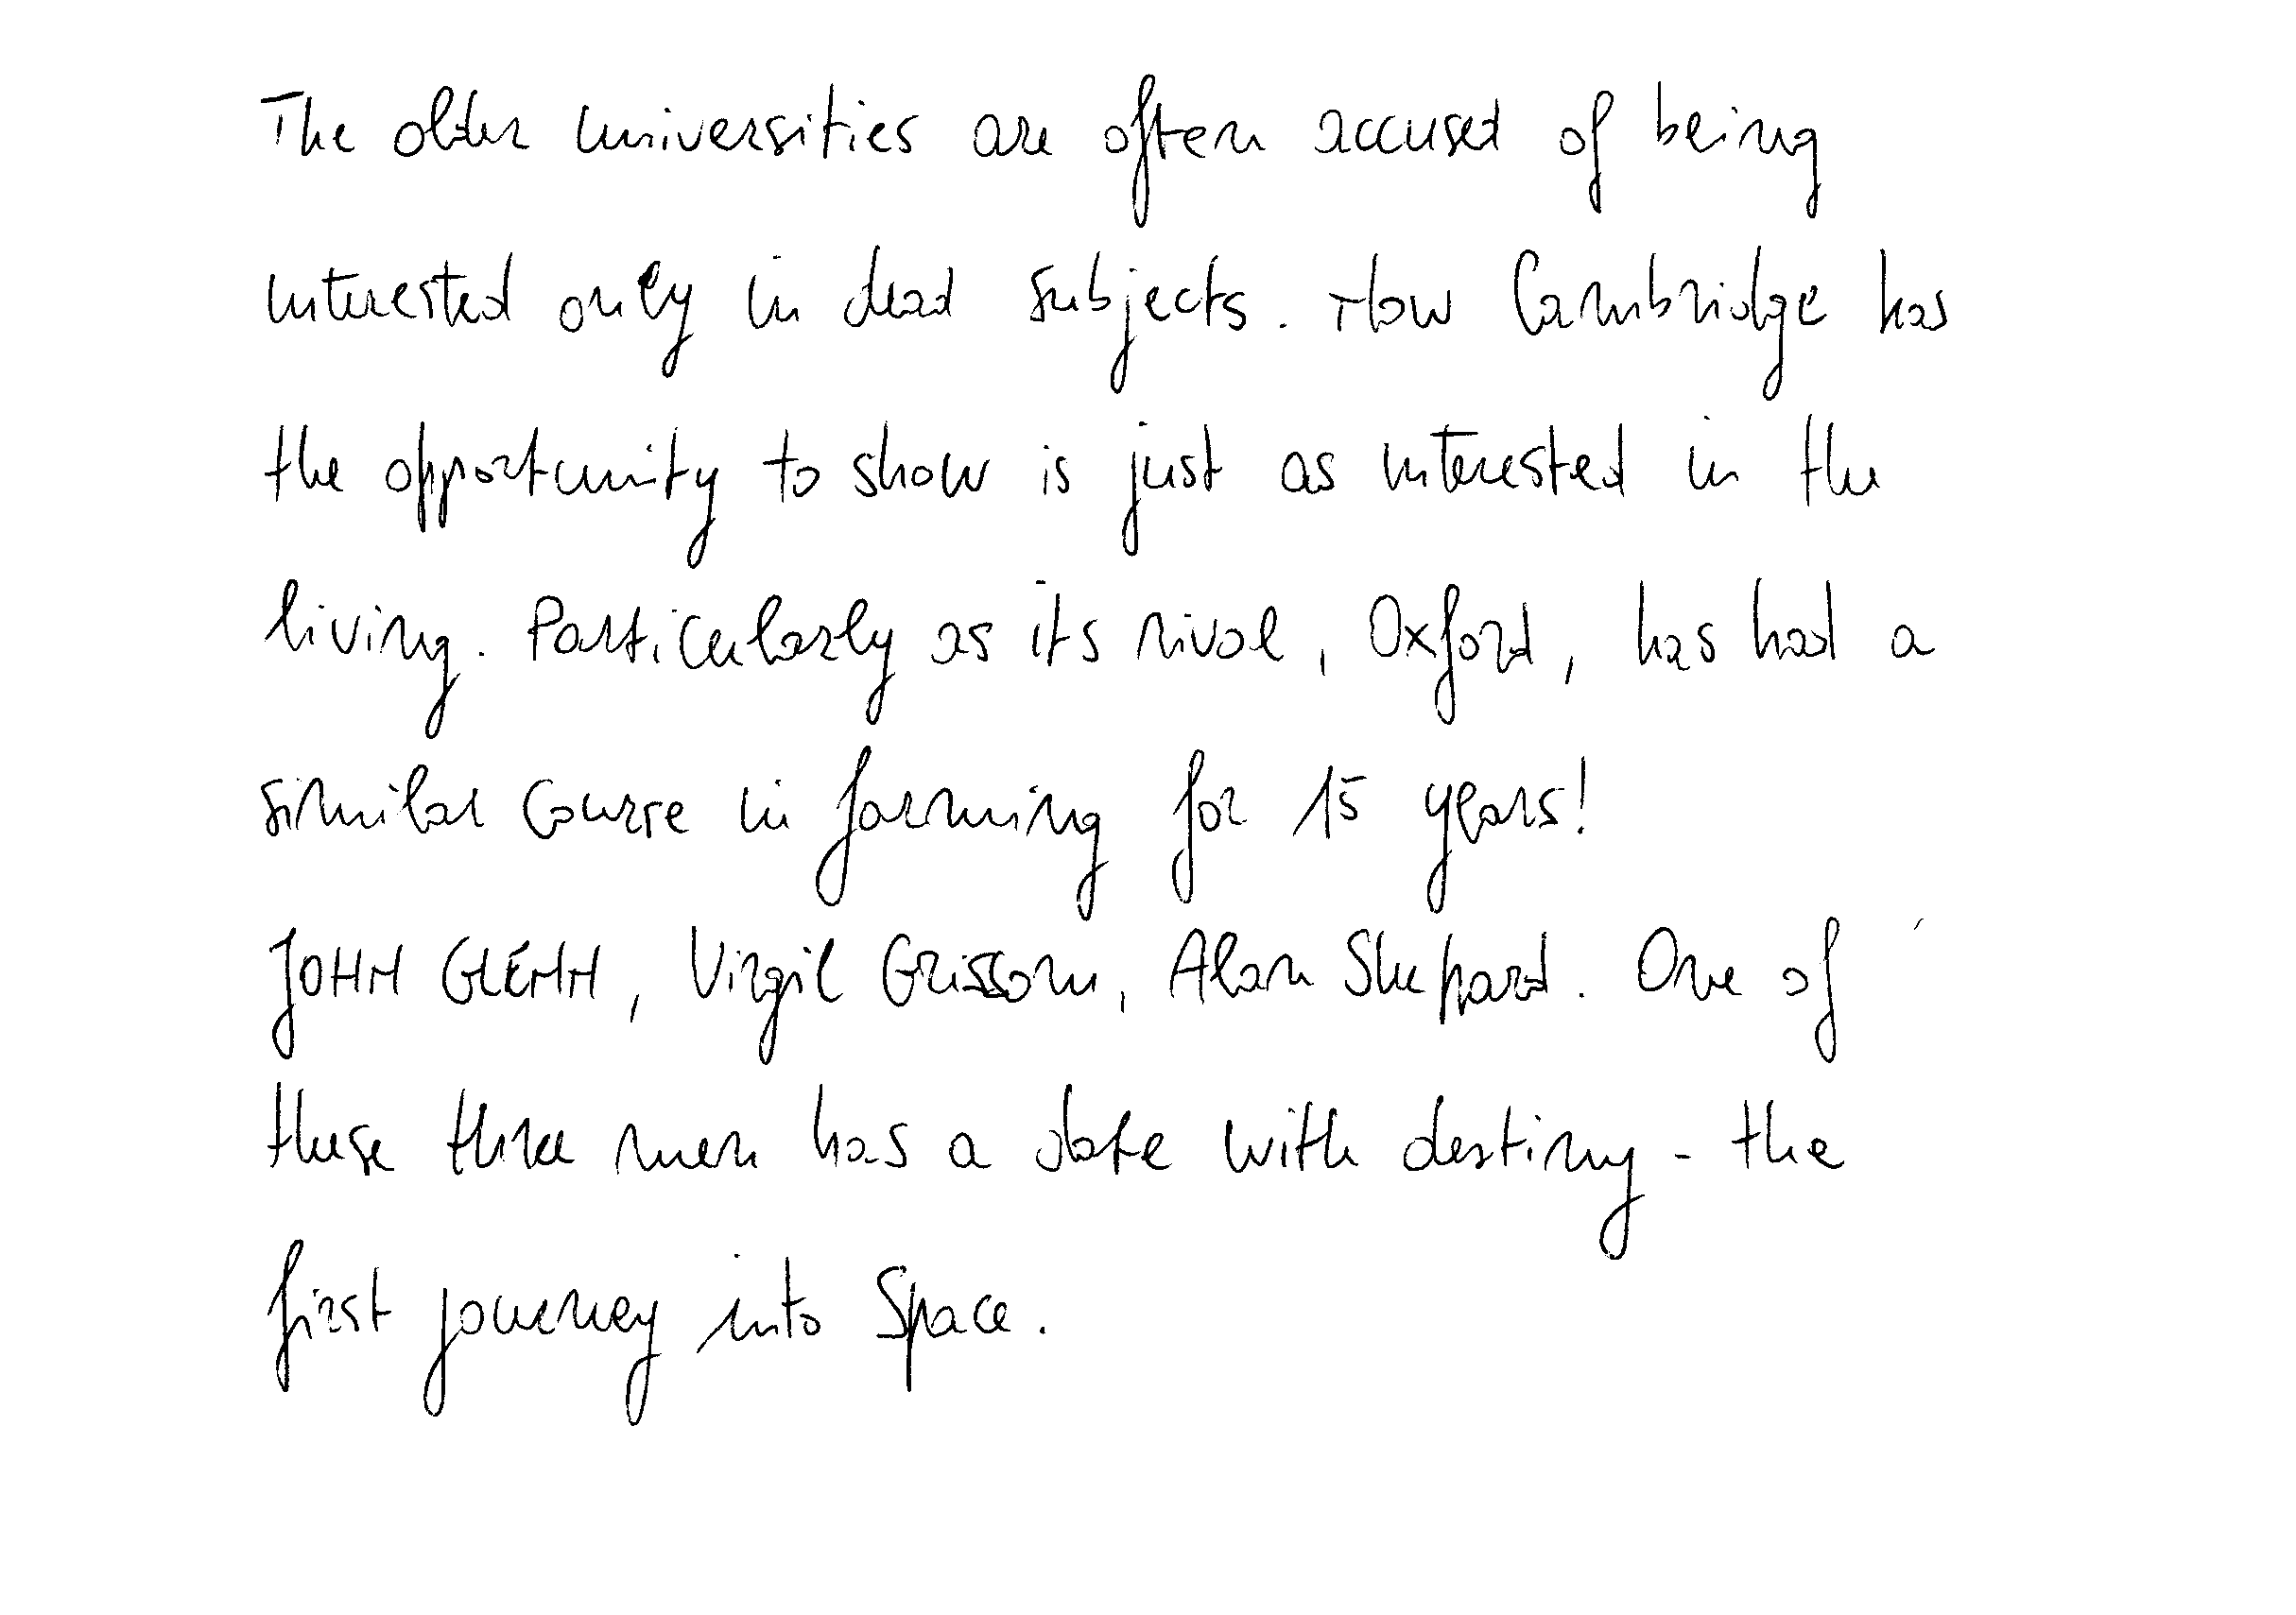 The older universities are often accused of being
interested only in dead subjects. Now Cambridge has
the opportunity to show is just as interested in the
living. Particularly as its rival, Oxford, has had a
similar course in farming for 15 years!
JOHN GLENN, Virgil Grissom, Alan Shepard. One of
these three men has a date with destiny - the
first journey into Space.